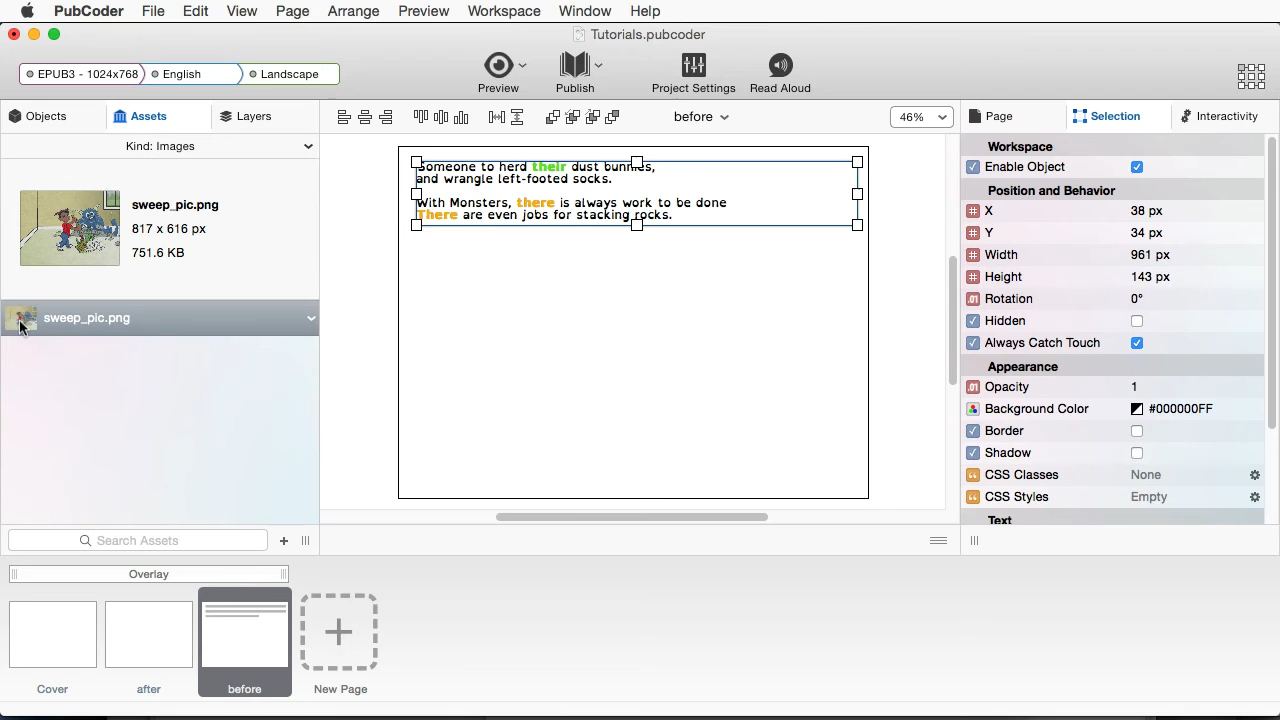 PubCoder File Edit View Page Arrange Preview Workspace Window Help
Tutorials.pubcoder
EPUB3 - 1024x768 English Landscape
Preview Publish Project Settings Read Aloud
Objects Assets Layers
before
46%
Page Selection Interactivity
Kind: Images
sweep_pic.png
817 x 616 px
751.6 KB
sweep_pic.png
Someone to herd their dust bunnies,
and wrangle left-footed socks.
With Monsters, there is always work to be done
There are even jobs for stacking rocks.
Workspace
Enable Object
Position and Behavior
X 38 px
Y 34 px
Width 961 px
Height 143 px
Rotation 0°
Hidden
Always Catch Touch
Appearance
Opacity 1
Background Color #000000FF
Border
Shadow
CSS Classes None
CSS Styles Empty
Text
Search Assets
Overlay
Cover after before New Page